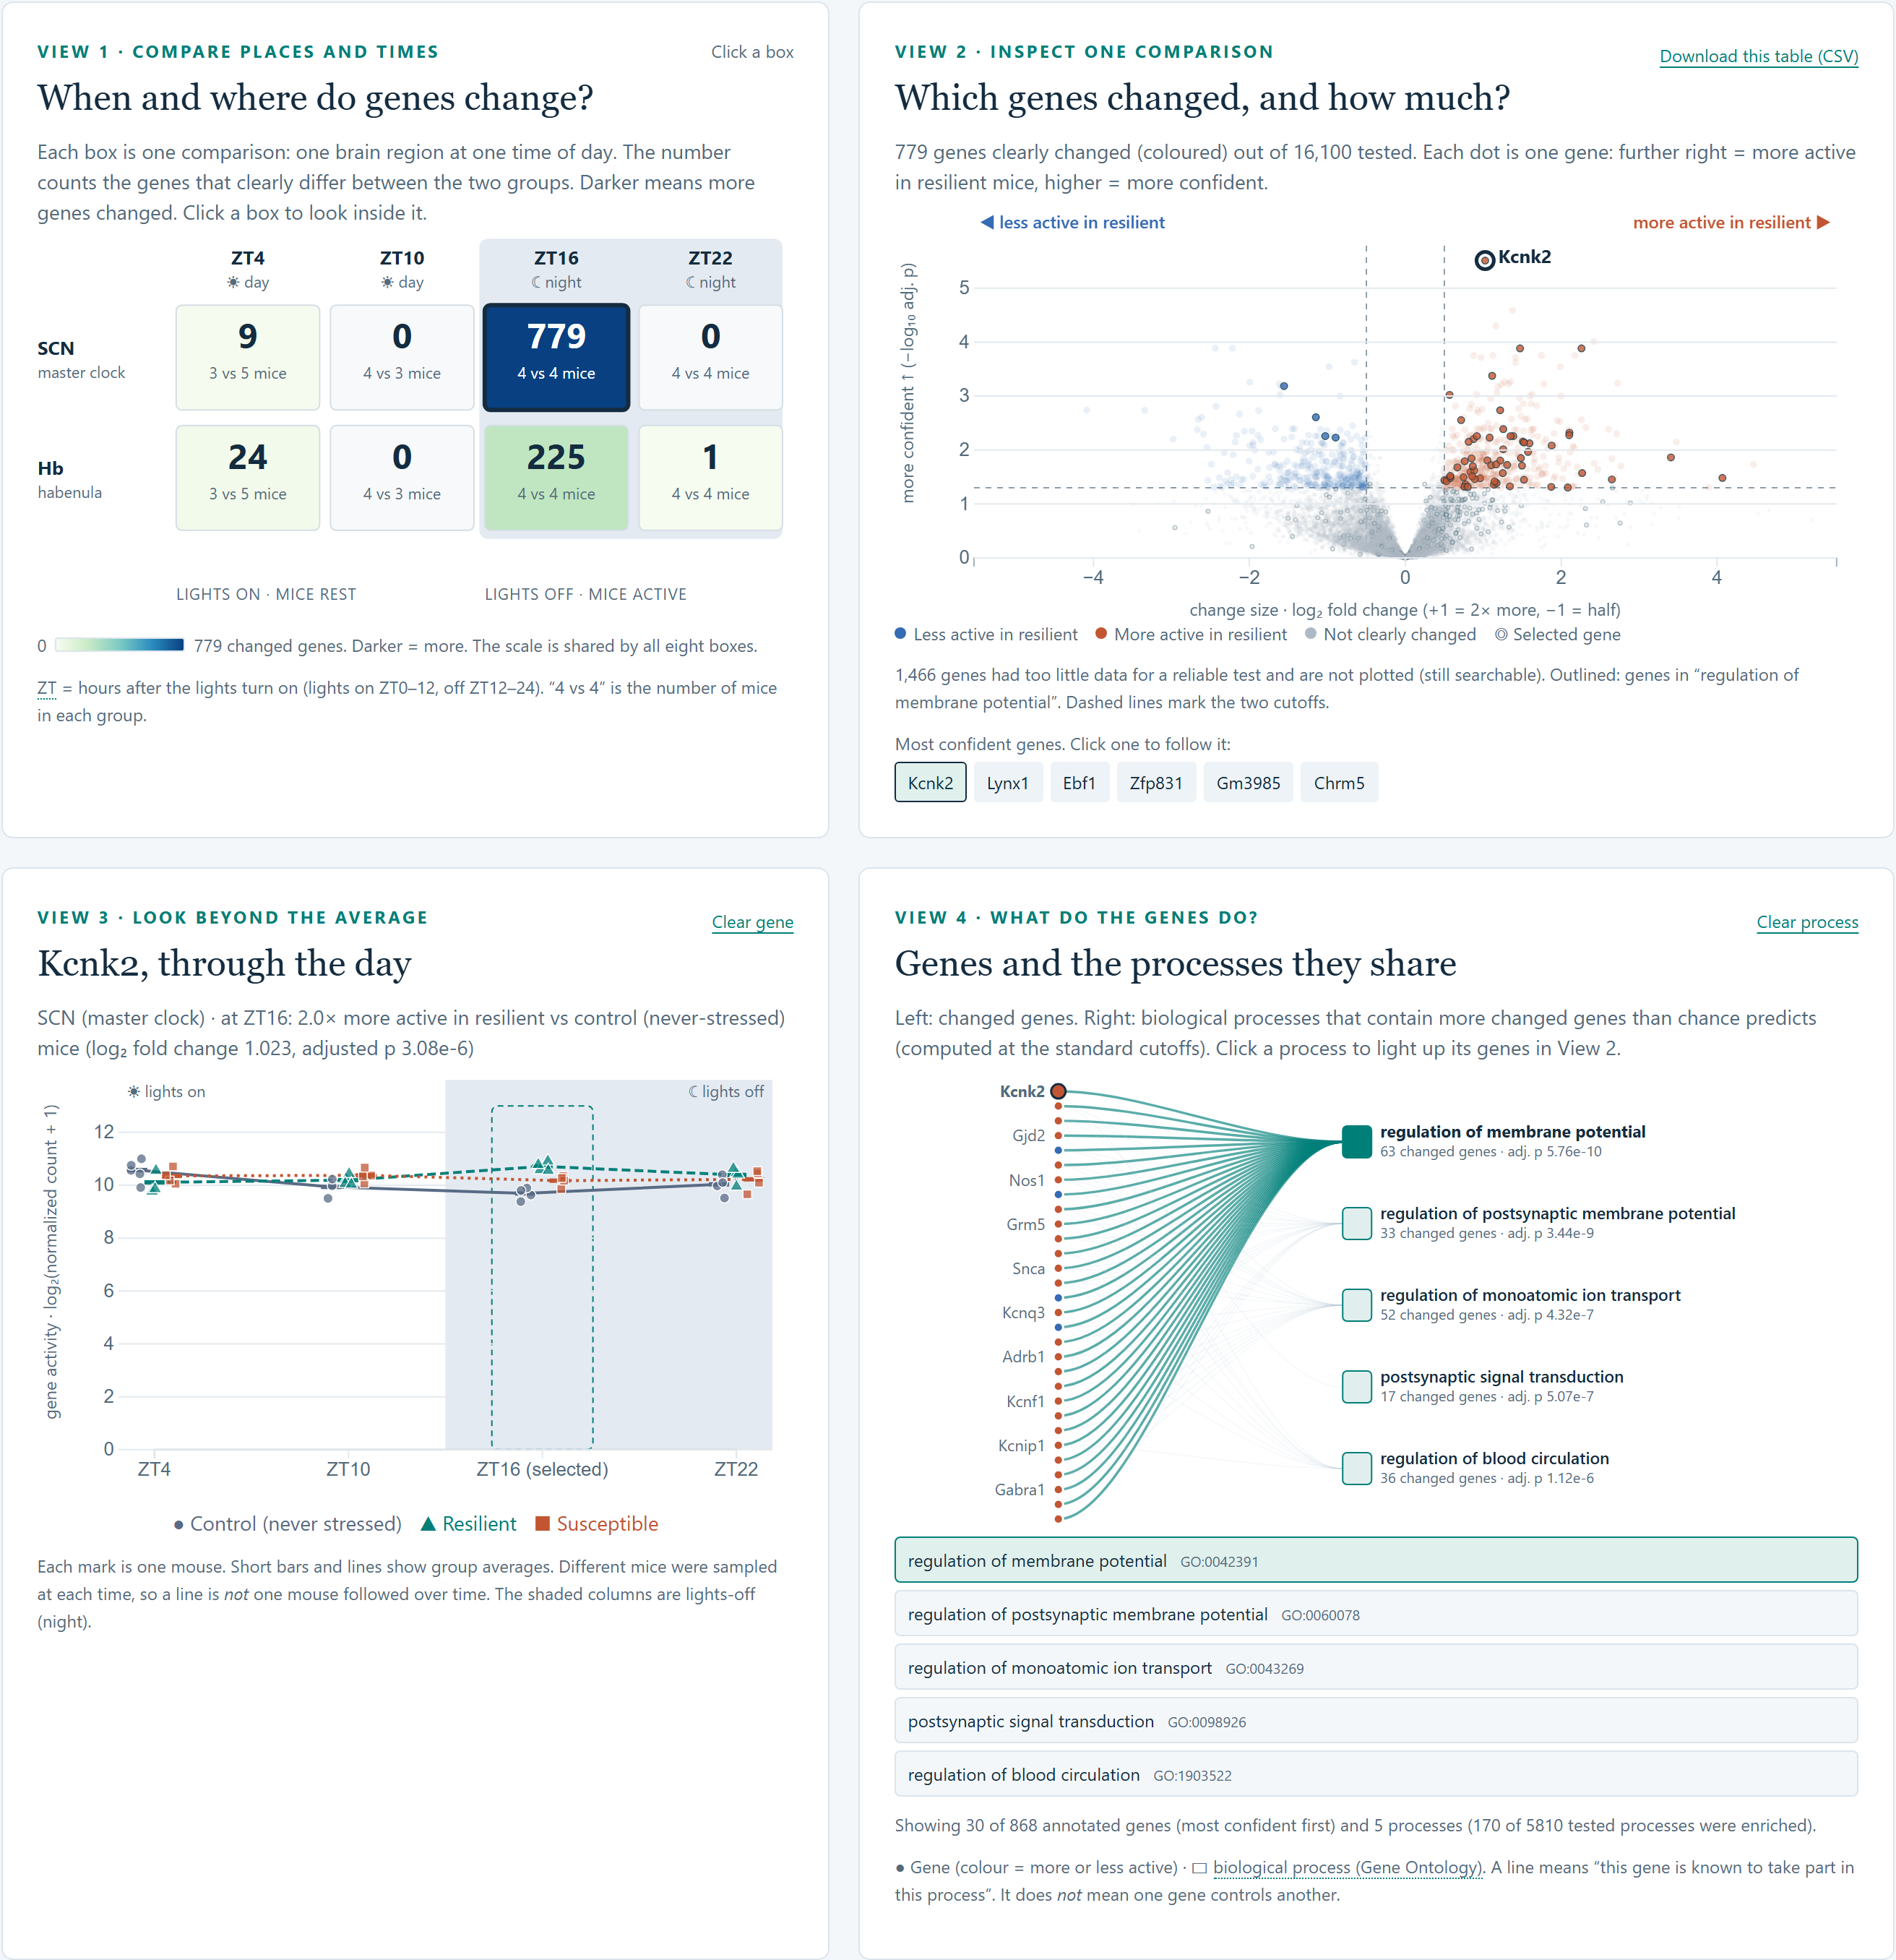 VIEW 1 · COMPARE PLACES AND TIMES
Click a box
When and where do genes change?
Each box is one comparison: one brain region at one time of day. The number
counts the genes that clearly differ between the two groups. Darker means more
genes changed. Click a box to look inside it.
ZT4 ZT10 ZT16 ZT22
☀ day ☀ day ☾ night ☾ night
SCN
master clock
9 0 779 0
3 vs 5 mice 4 vs 3 mice 4 vs 4 mice 4 vs 4 mice
Hb
habenula
24 0 225 1
3 vs 5 mice 4 vs 3 mice 4 vs 4 mice 4 vs 4 mice
LIGHTS ON · MICE REST LIGHTS OFF · MICE ACTIVE
0 779 changed genes. Darker = more. The scale is shared by all eight boxes.
ZT = hours after the lights turn on (lights on ZT0–12, off ZT12–24). “4 vs 4” is the number of mice
in each group.
VIEW 2 · INSPECT ONE COMPARISON
Download this table (CSV)
Which genes changed, and how much?
779 genes clearly changed (coloured) out of 16,100 tested. Each dot is one gene: further right = more active
in resilient mice, higher = more confident.
◀ less active in resilient more active in resilient ▶
Kcnk2
more confident ↑ (−log₁₀ adj. p)
5
4
3
2
1
0
−4 −2 0 2 4
change size · log₂ fold change (+1 = 2× more, −1 = half)
Less active in resilient More active in resilient Not clearly changed Selected gene
1,466 genes had too little data for a reliable test and are not plotted (still searchable). Outlined: genes in “regulation of
membrane potential”. Dashed lines mark the two cutoffs.
Most confident genes. Click one to follow it:
Kcnk2 Lynx1 Ebf1 Zfp831 Gm3985 Chrm5
VIEW 3 · LOOK BEYOND THE AVERAGE
Clear gene
Kcnk2, through the day
SCN (master clock) · at ZT16: 2.0× more active in resilient vs control (never-stressed)
mice (log₂ fold change 1.023, adjusted p 3.08e-6)
☀ lights on ☾ lights off
gene activity · log₂(normalized count + 1)
12
10
8
6
4
2
0
ZT4 ZT10 ZT16 (selected) ZT22
Control (never stressed) Resilient Susceptible
Each mark is one mouse. Short bars and lines show group averages. Different mice were sampled
at each time, so a line is not one mouse followed over time. The shaded columns are lights-off
(night).
VIEW 4 · WHAT DO THE GENES DO?
Clear process
Genes and the processes they share
Left: changed genes. Right: biological processes that contain more changed genes than chance predicts
(computed at the standard cutoffs). Click a process to light up its genes in View 2.
Kcnk2
Gjd2
Nos1
Grm5
Snca
Kcnq3
Adrb1
Kcnf1
Kcnip1
Gabra1
regulation of membrane potential
63 changed genes · adj. p 5.76e-10
regulation of postsynaptic membrane potential
33 changed genes · adj. p 3.44e-9
regulation of monoatomic ion transport
52 changed genes · adj. p 4.32e-7
postsynaptic signal transduction
17 changed genes · adj. p 5.07e-7
regulation of blood circulation
36 changed genes · adj. p 1.12e-6
regulation of membrane potential GO:0042391
regulation of postsynaptic membrane potential GO:0060078
regulation of monoatomic ion transport GO:0043269
postsynaptic signal transduction GO:0098926
regulation of blood circulation GO:1903522
Showing 30 of 868 annotated genes (most confident first) and 5 processes (170 of 5810 tested processes were enriched).
● Gene (colour = more or less active) · □ biological process (Gene Ontology). A line means “this gene is known to take part in
this process”. It does not mean one gene controls another.